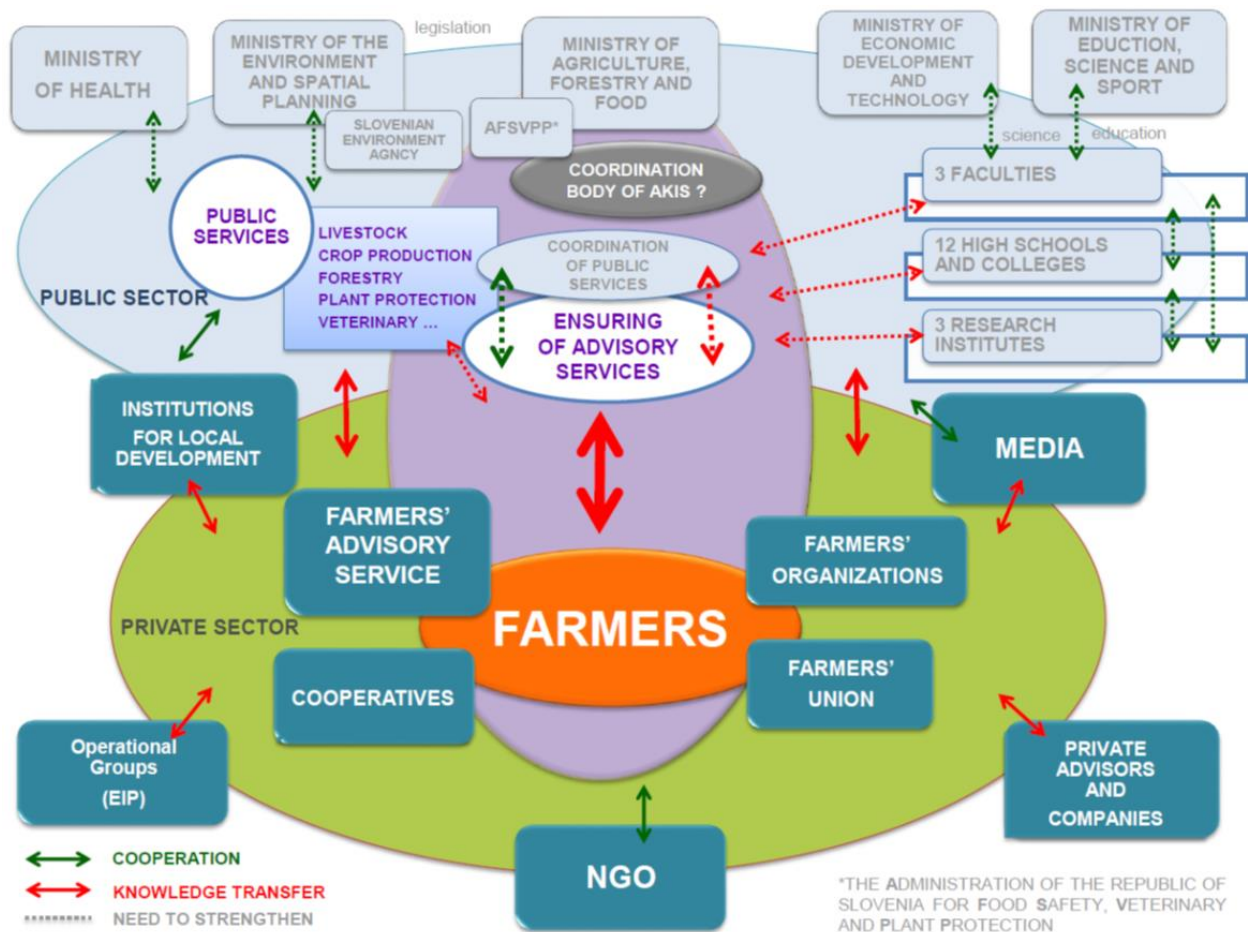 legislation
MINISTRY
OF HEALTH
MINISTRY OF THE
ENVIRONMENT
AND SPATIAL
PLANNING
MINISTRY OF
AGRICULTURE,
FORESTRY AND
FOOD
MINISTRY OF
ECONOMIC
DEVELOPMENT
AND
TECHNOLOGY
MINISTRY OF
EDUCTION,
SCIENCE AND
SPORT
SLOVENIAN
ENVIRONMENT
AGNCY
AFSVPP*
science
education
COORDINATION
BODY OF AKIS ?
3 FACULTIES
PUBLIC
SERVICES
LIVESTOCK
CROP PRODUCTION
FORESTRY
PLANT PROTECTION
VETERINARY ...
COORDINATION
OF PUBLIC
SERVICES
12 HIGH SCHOOLS
AND COLLEGES
PUBLIC SECTOR
ENSURING
OF ADVISORY
SERVICES
3 RESEARCH
INSTITUTES
INSTITUTIONS
FOR LOCAL
DEVELOPMENT
MEDIA
FARMERS'
ADVISORY
SERVICE
FARMERS'
ORGANIZATIONS
PRIVATE SECTOR
FARMERS
COOPERATIVES
FARMERS'
UNION
Operational
Groups
(EIP)
PRIVATE
ADVISORS
AND
COMPANIES
NGO
COOPERATION
KNOWLEDGE TRANSFER
NEED TO STRENGTHEN
*THE ADMINISTRATION OF THE REPUBLIC OF
SLOVENIA FOR FOOD SAFETY, VETERINARY
AND PLANT PROTECTION